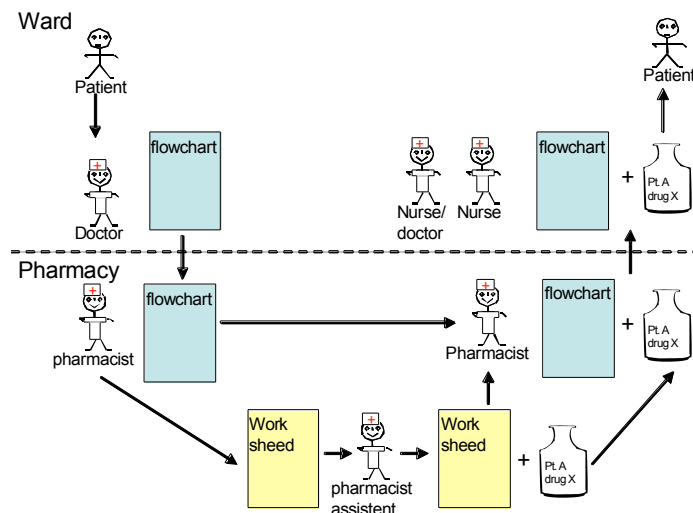 Ward
Patient
Patient
flowchart
flowchart
Pt. A
drug X
+
Doctor
Nurse/
doctor
Nurse
Pharmacy
flowchart
flowchart
Pt. A
drug X
+
pharmacist
Pharmacist
Work
sheed
Work
sheed
+
Pt. A
drug X
pharmacist
assistent